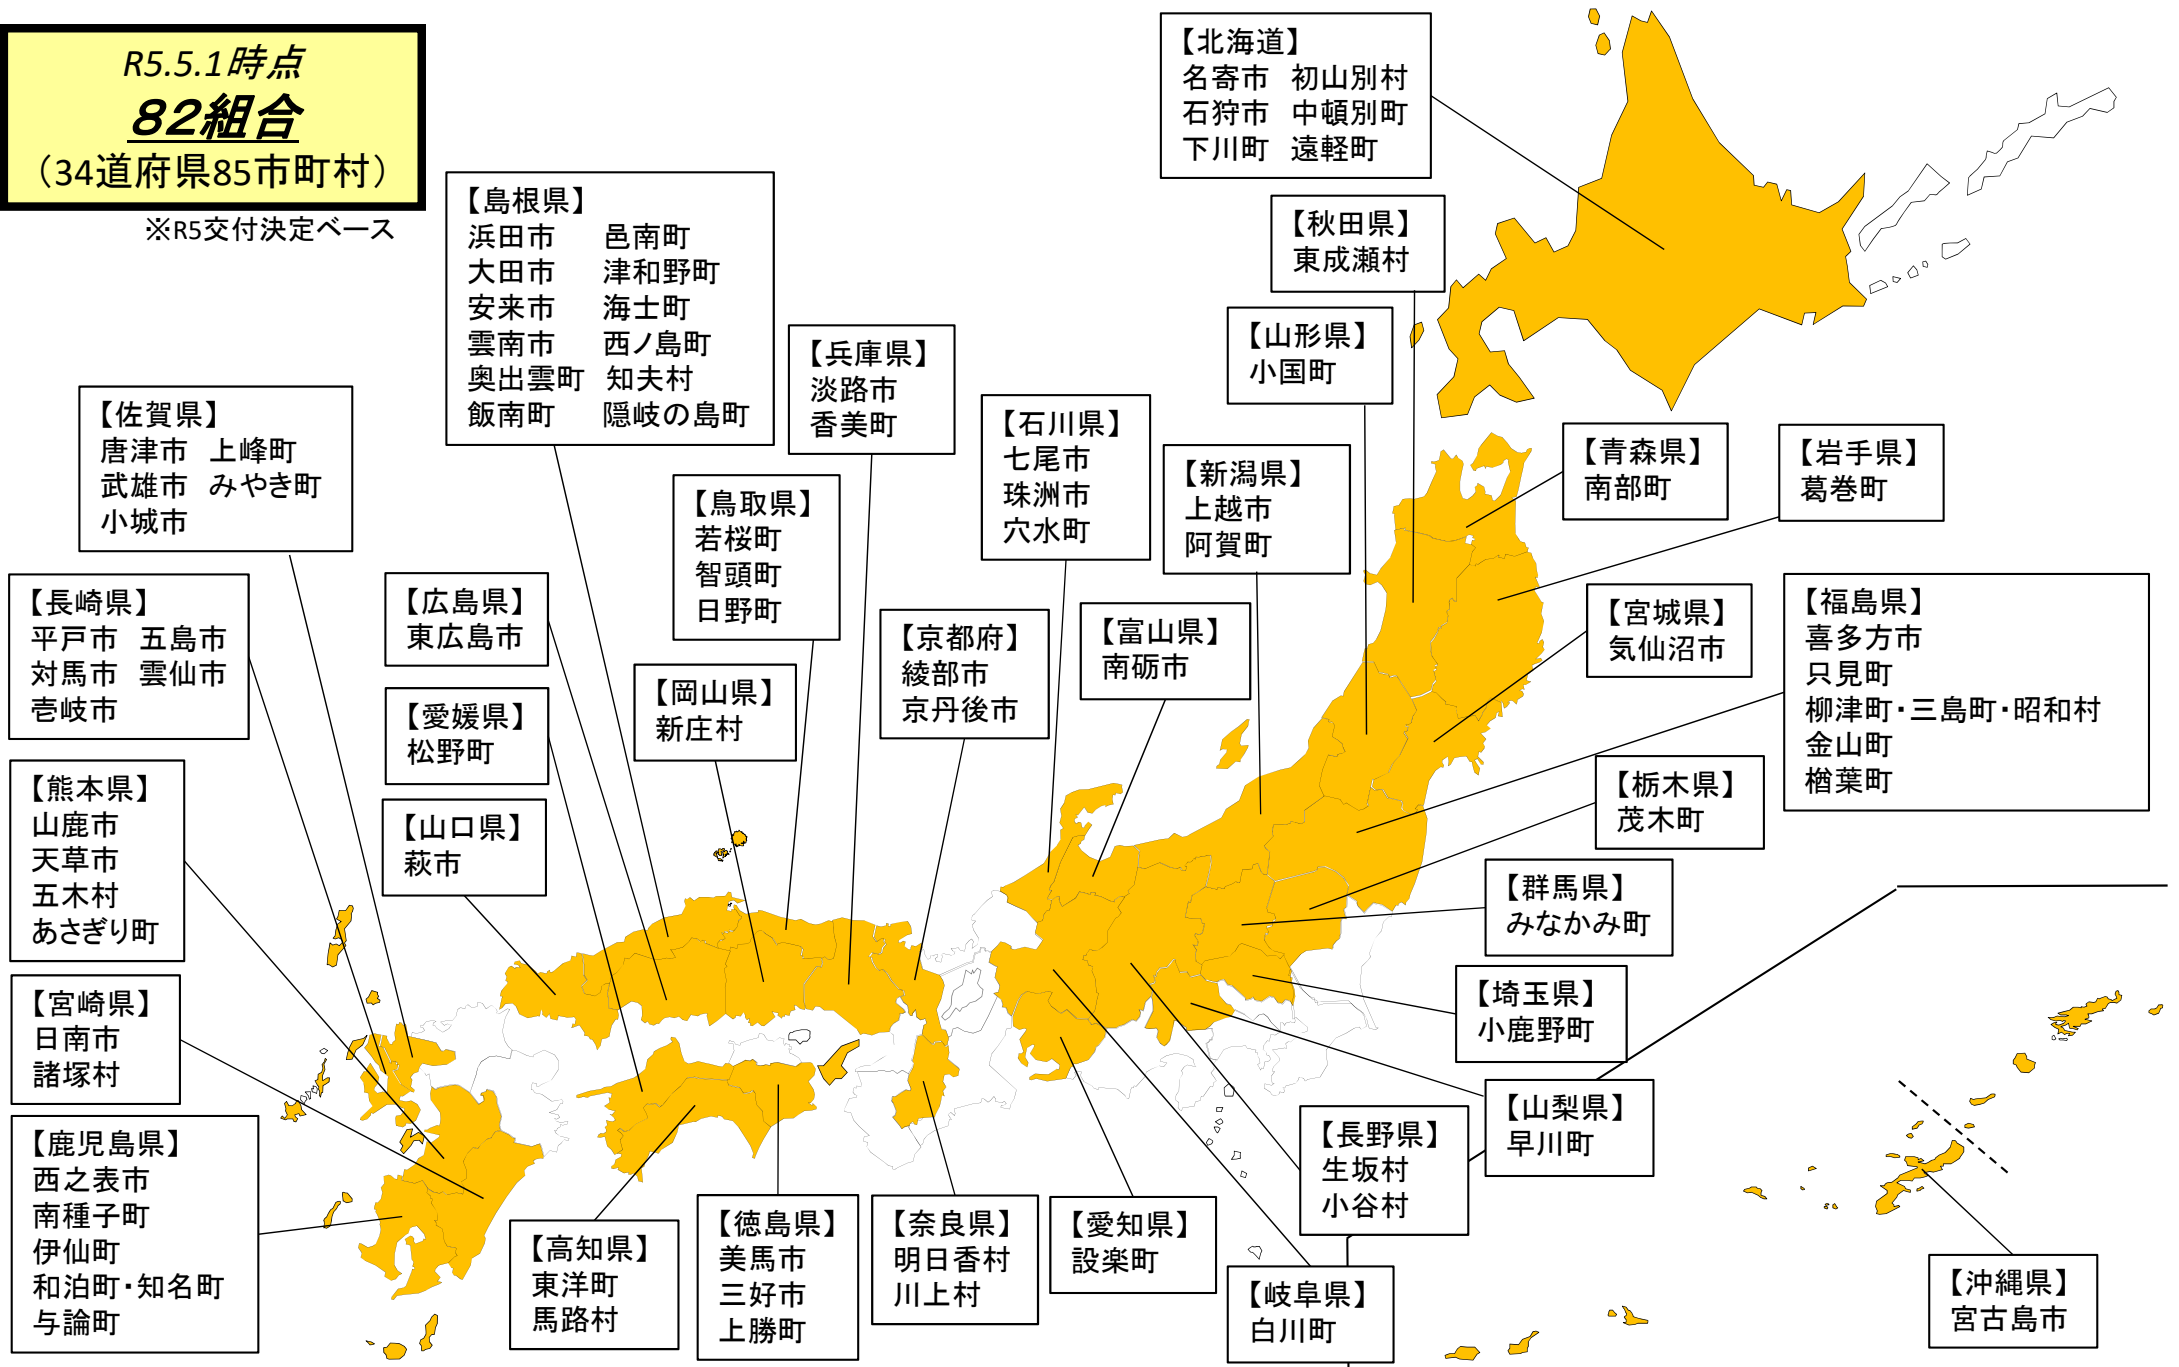 R5.5.1時点
82組合
（34道府県85市町村）
※R5交付決定ベース
【北海道】
名寄市　初山別村
石狩市　中頓別町
下川町　遠軽町
【秋田県】
東成瀬村
【山形県】
小国町
【島根県】
浜田市　邑南町
大田市　津和野町
安来市　海士町
雲南市　西ノ島町
奥出雲町　知夫村
飯南町　隠岐の島町
【兵庫県】
淡路市
香美町
【佐賀県】
唐津市　上峰町
武雄市　みやき町
小城市
【石川県】
七尾市
珠洲市
穴水町
【新潟県】
上越市
阿賀町
【青森県】
南部町
【岩手県】
葛巻町
【鳥取県】
若桜町
智頭町
日野町
【長崎県】
平戸市　五島市
対馬市　雲仙市
壱岐市
【広島県】
東広島市
【京都府】
綾部市
京丹後市
【富山県】
南砺市
【宮城県】
気仙沼市
【福島県】
喜多方市
只見町
柳津町・三島町・昭和村
金山町
楢葉町
【岡山県】
新庄村
【愛媛県】
松野町
【熊本県】
山鹿市
天草市
五木村
あさぎり町
【山口県】
萩市
【栃木県】
茂木町
【群馬県】
みなかみ町
【埼玉県】
小鹿野町
【宮崎県】
日南市
諸塚村
【山梨県】
早川町
【長野県】
生坂村
小谷村
【鹿児島県】
西之表市
南種子町
伊仙町
和泊町・知名町
与論町
【高知県】
東洋町
馬路村
【徳島県】
美馬市
三好市
上勝町
【奈良県】
明日香村
川上村
【愛知県】
設楽町
【岐阜県】
白川町
【沖縄県】
宮古島市